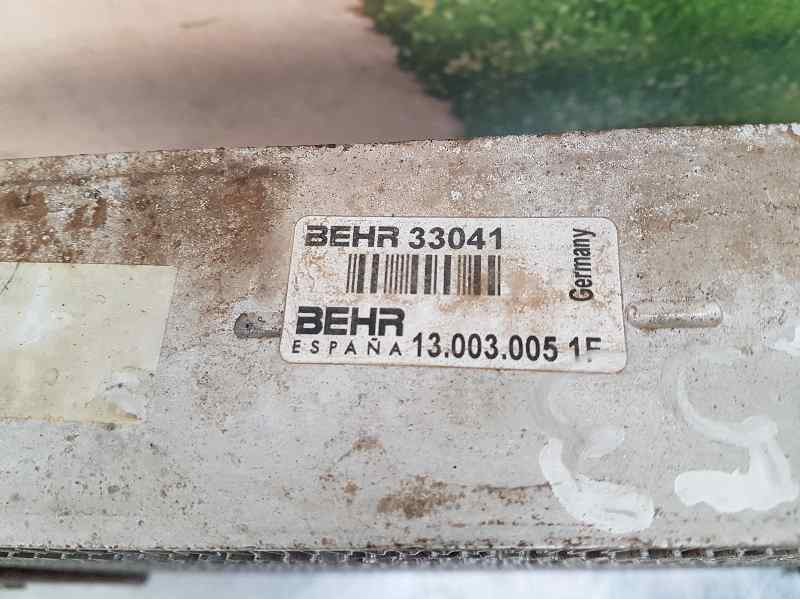 BEHR 33041
Germany
BEHR
ESPAÑA 13.003.005 1F